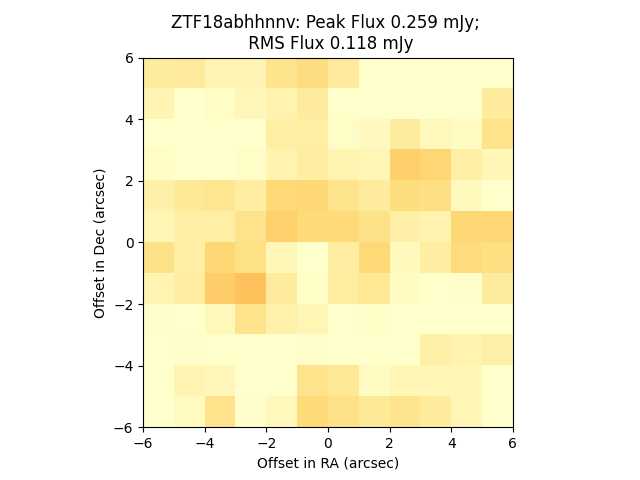 ZTF18abhhnnv: Peak Flux 0.259 mJy;
RMS Flux 0.118 mJy
6
4
2
0
−2
−4
−6
Offset in Dec (arcsec)
−6 −4 −2 0 2 4 6
Offset in RA (arcsec)